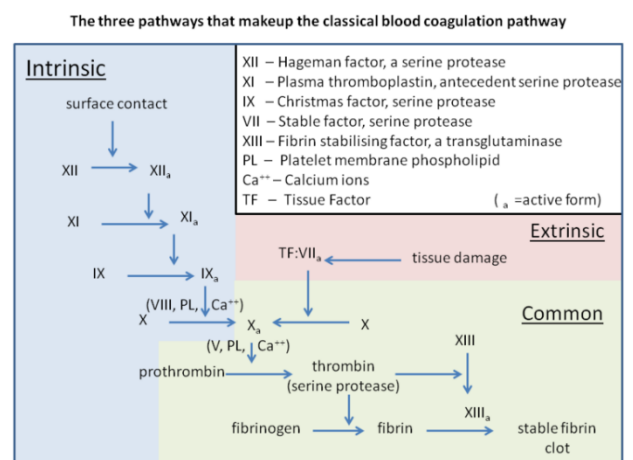 The three pathways that makeup the classical blood coagulation pathway
Intrinsic
XII – Hageman factor, a serine protease
XI – Plasma thromboplastin, antecedent serine protease
IX – Christmas factor, serine protease
VII – Stable factor, serine protease
XIII – Fibrin stabilising factor, a transglutaminase
PL – Platelet membrane phospholipid
Ca⁺⁺ – Calcium ions
TF – Tissue Factor ( ₐ =active form)
surface contact
XII XIIₐ
XI XIₐ
IX IXₐ
Extrinsic
TF:VIIₐ tissue damage
Common
(VIII, PL, Ca⁺⁺)
X Xₐ X
(V, PL, Ca⁺⁺)
XIII
prothrombin thrombin
(serine protease)
XIIIₐ
fibrinogen fibrin stable fibrin
clot